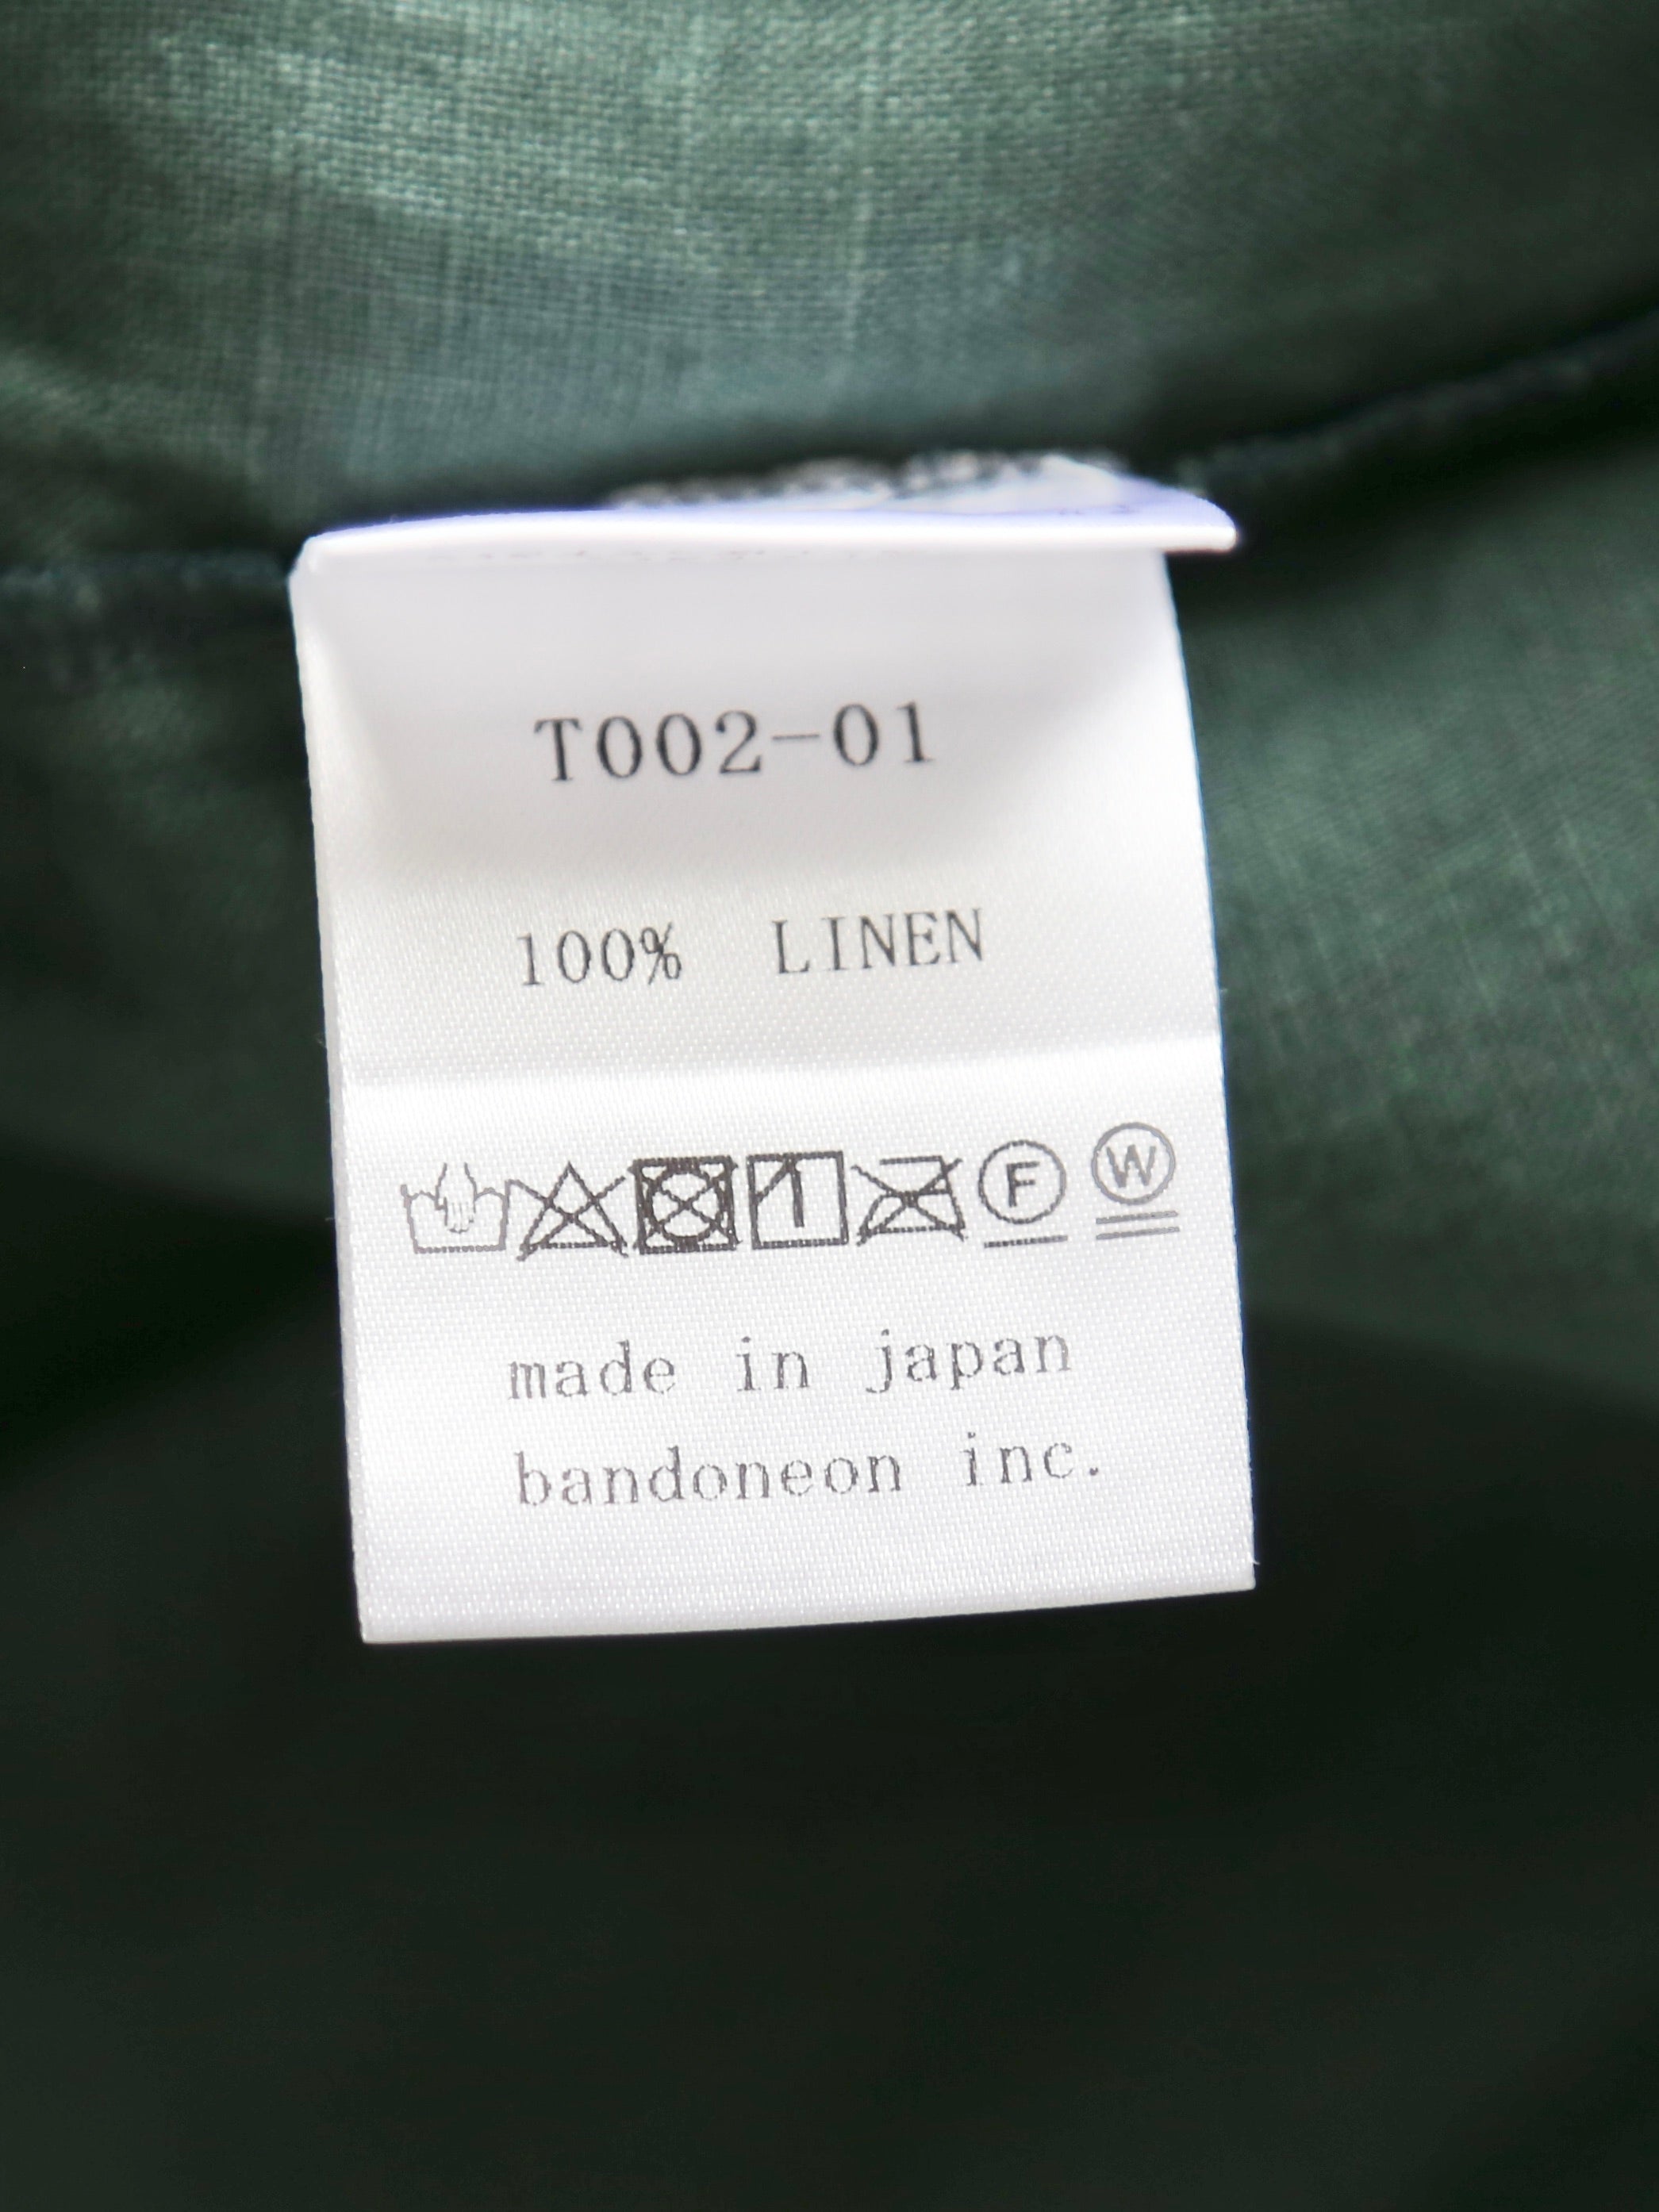 T002-01
100% LINEN
F W
made in japan
bandoneon inc.